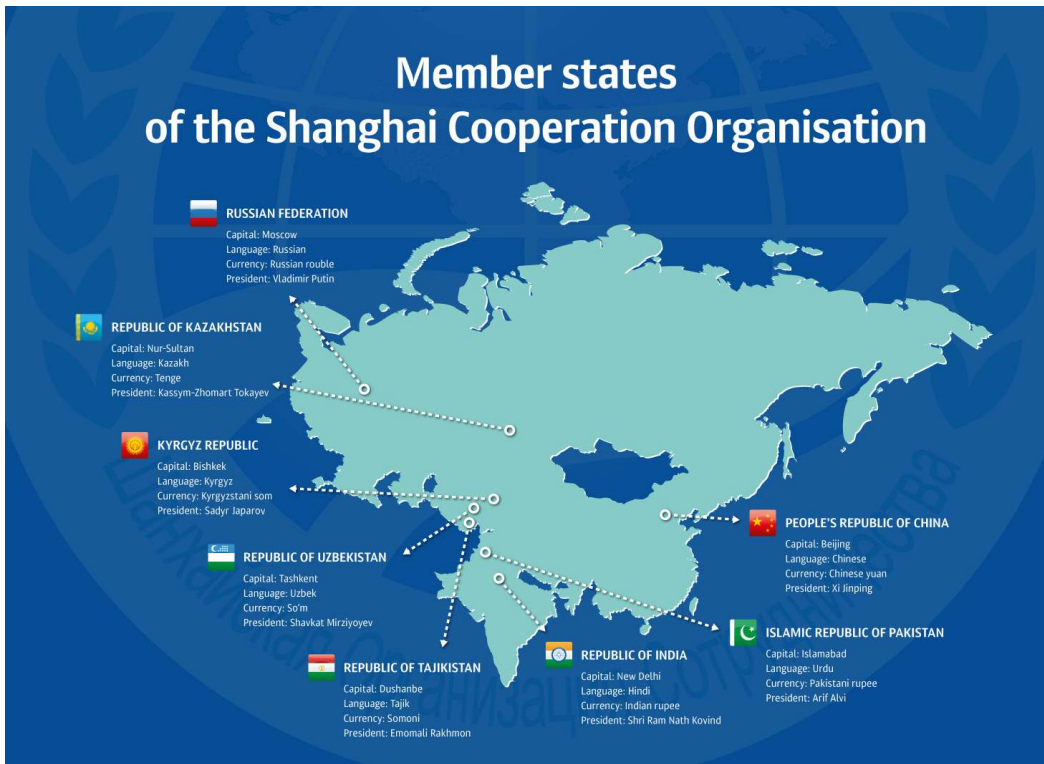 Member states
of the Shanghai Cooperation Organisation
RUSSIAN FEDERATION
Capital: Moscow
Language: Russian
Currency: Russian rouble
President: Vladimir Putin
REPUBLIC OF KAZAKHSTAN
Capital: Nur-Sultan
Language: Kazakh
Currency: Tenge
President: Kassym-Zhomart Tokayev
KYRGYZ REPUBLIC
Capital: Bishkek
Language: Kyrgyz
Currency: Kyrgyzstani som
President: Sadyr Japarov
REPUBLIC OF UZBEKISTAN
Capital: Tashkent
Language: Uzbek
Currency: So'm
President: Shavkat Mirziyoyev
REPUBLIC OF TAJIKISTAN
Capital: Dushanbe
Language: Tajik
Currency: Somoni
President: Emomali Rakhmon
REPUBLIC OF INDIA
Capital: New Delhi
Language: Hindi
Currency: Indian rupee
President: Shri Ram Nath Kovind
PEOPLE'S REPUBLIC OF CHINA
Capital: Beijing
Language: Chinese
Currency: Chinese yuan
President: Xi Jinping
ISLAMIC REPUBLIC OF PAKISTAN
Capital: Islamabad
Language: Urdu
Currency: Pakistani rupee
President: Arif Alvi